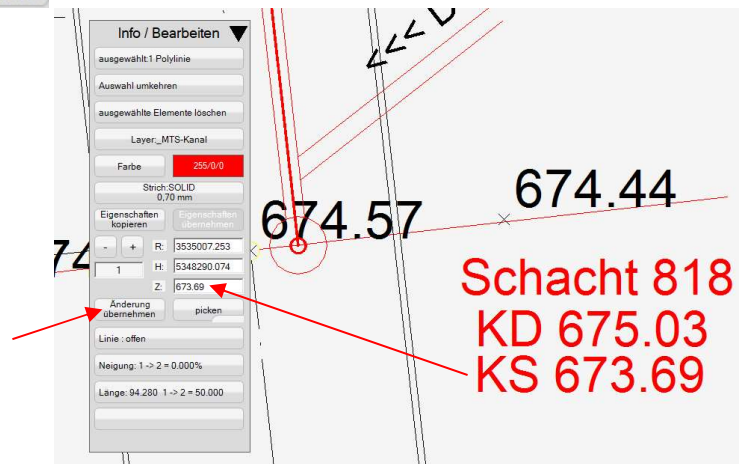 Info / Bearbeiten
ausgewählt:1 Polylinie
Auswahl umkehren
ausgewählte Elemente löschen
Layer:_MTS-Kanal
Farbe 255/0/0
Strich:SOLID
0,70 mm
Eigenschaften kopieren
Eigenschaften übernehmen
- + R: 3535007.253
1 H: 5348290.074
Z: 673.69
Änderung übernehmen
picken
Linie : offen
Neigung: 1 -> 2 = 0.000%
Länge: 94.280 1 -> 2 = 50.000
<<< D
74
674.57
674.44
Schacht 818
KD 675.03
KS 673.69